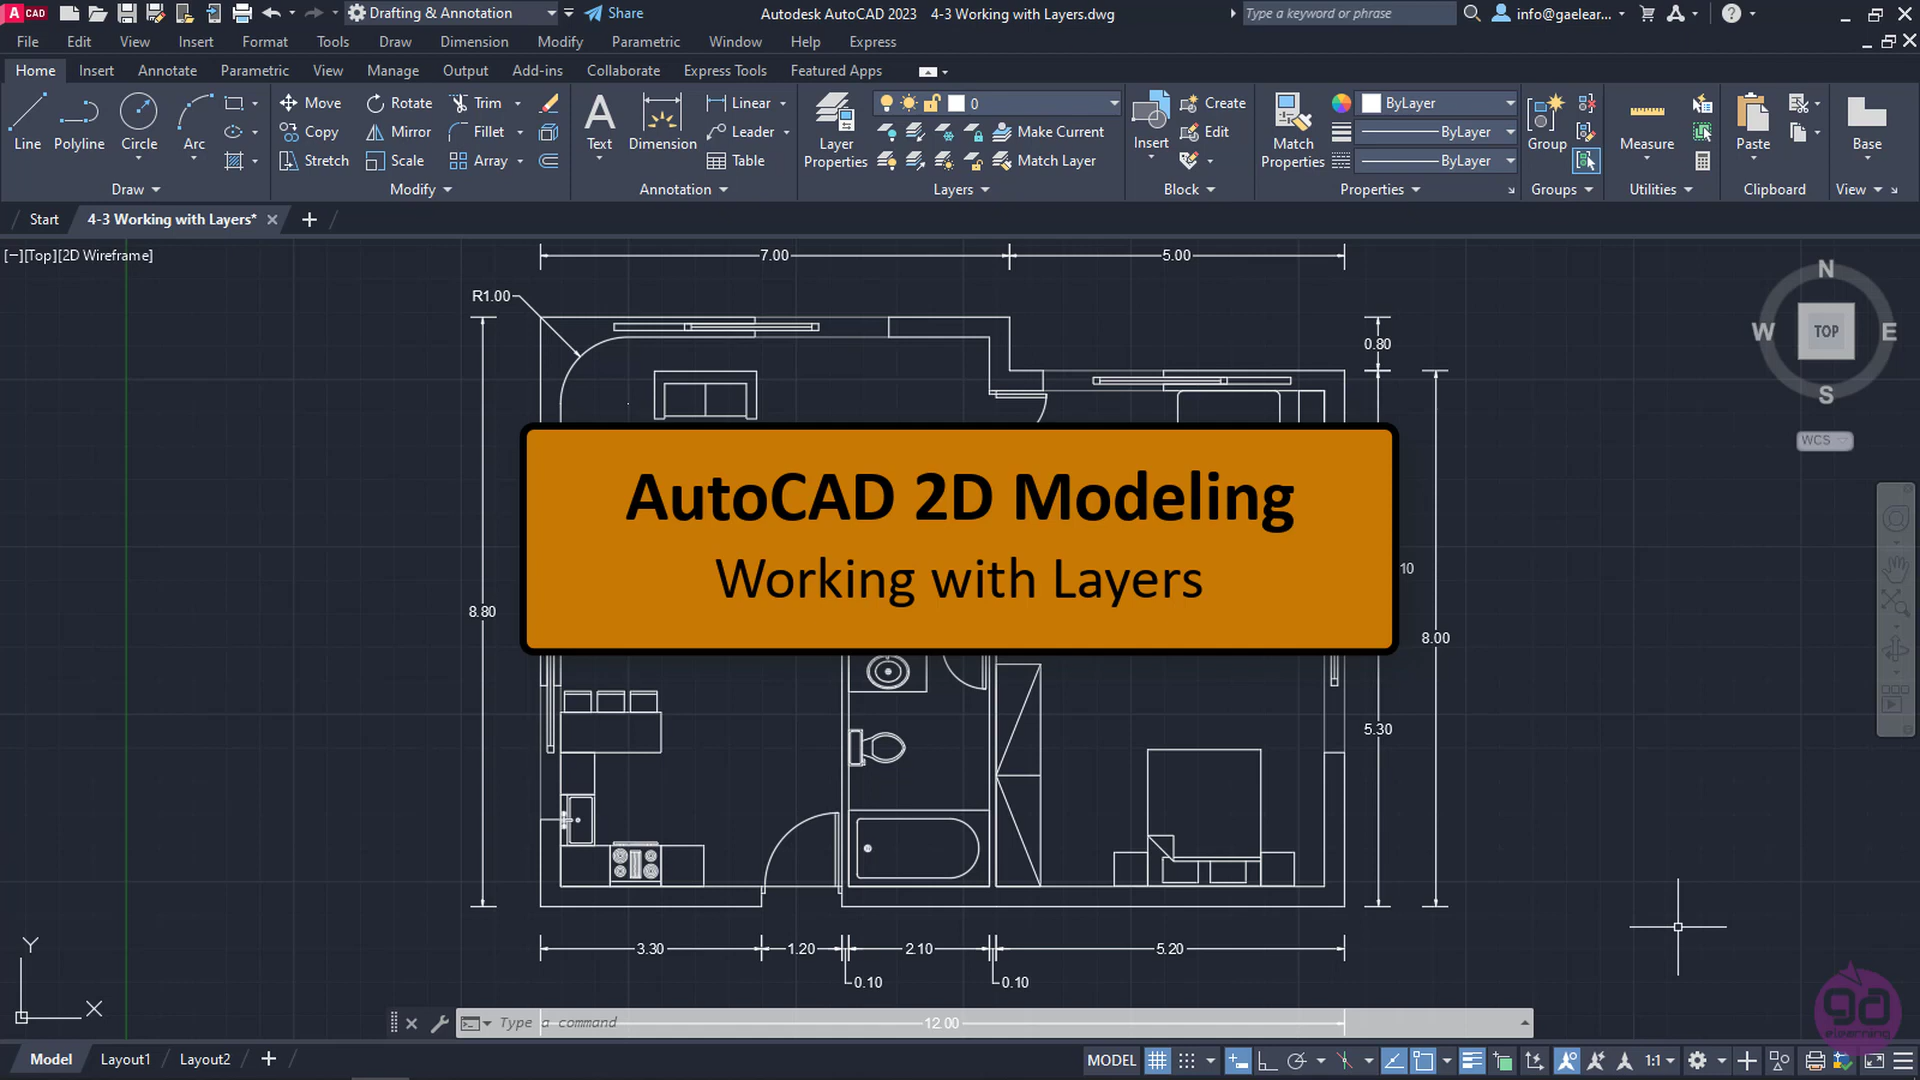 A CAD Drafting & Annotation Share Autodesk AutoCAD 2023 4-3 Working with Layers.dwg Type a keyword or phrase info@gaelear... ?
File Edit View Insert Format Tools Draw Dimension Modify Parametric Window Help Express
Home Insert Annotate Parametric View Manage Output Add-ins Collaborate Express Tools Featured Apps
Line Polyline Circle Arc
Move Rotate Trim
Copy Mirror Fillet
Stretch Scale Array
A Text Dimension
Linear
Leader
Table
Layer Properties
0
Make Current
Match Layer
Insert
Create
Edit
Match Properties
ByLayer
ByLayer
ByLayer
Group Measure Paste Base
Draw Modify Annotation Layers Block Properties Groups Utilities Clipboard View
Start 4-3 Working with Layers* +
[−][Top][2D Wireframe]
7.00 5.00
N
R1.00
W TOP E
0.80
S
WCS
AutoCAD 2D Modeling
Working with Layers
10
8.80
8.00
5.30
Y
3.30 1.20 2.10 5.20
0.10 0.10
X
Type a command 12.00
ga
elearning
Model Layout1 Layout2 + MODEL 1:1